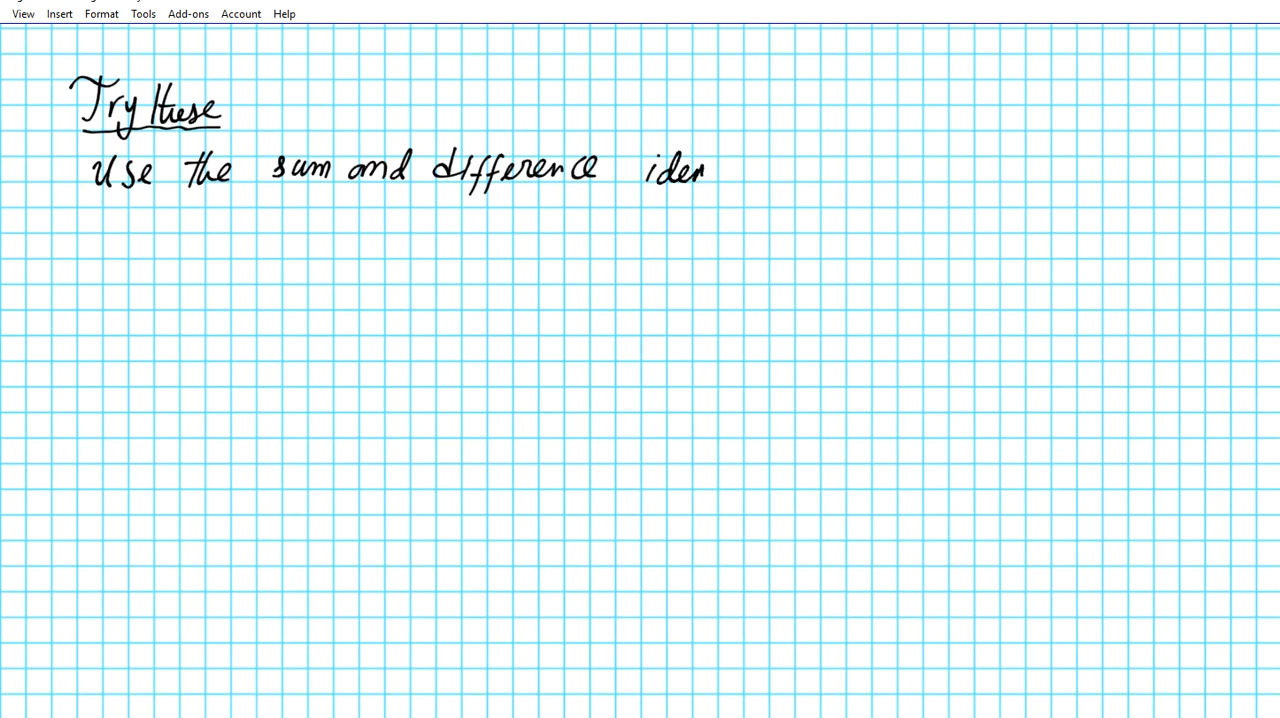 View Insert Format Tools Add-ons Account Help
Try these
Use the sum and difference iden